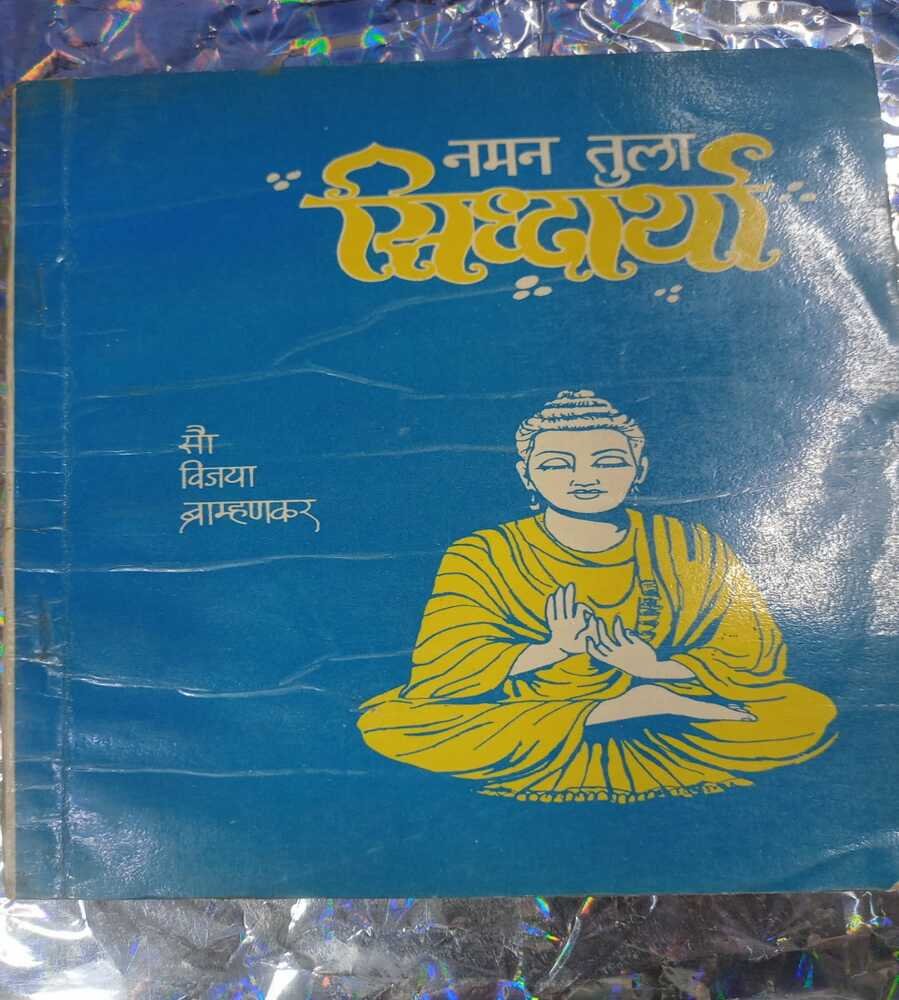 नमन तुला
सिध्दार्था
सौ
विजया
ब्राम्हणकर